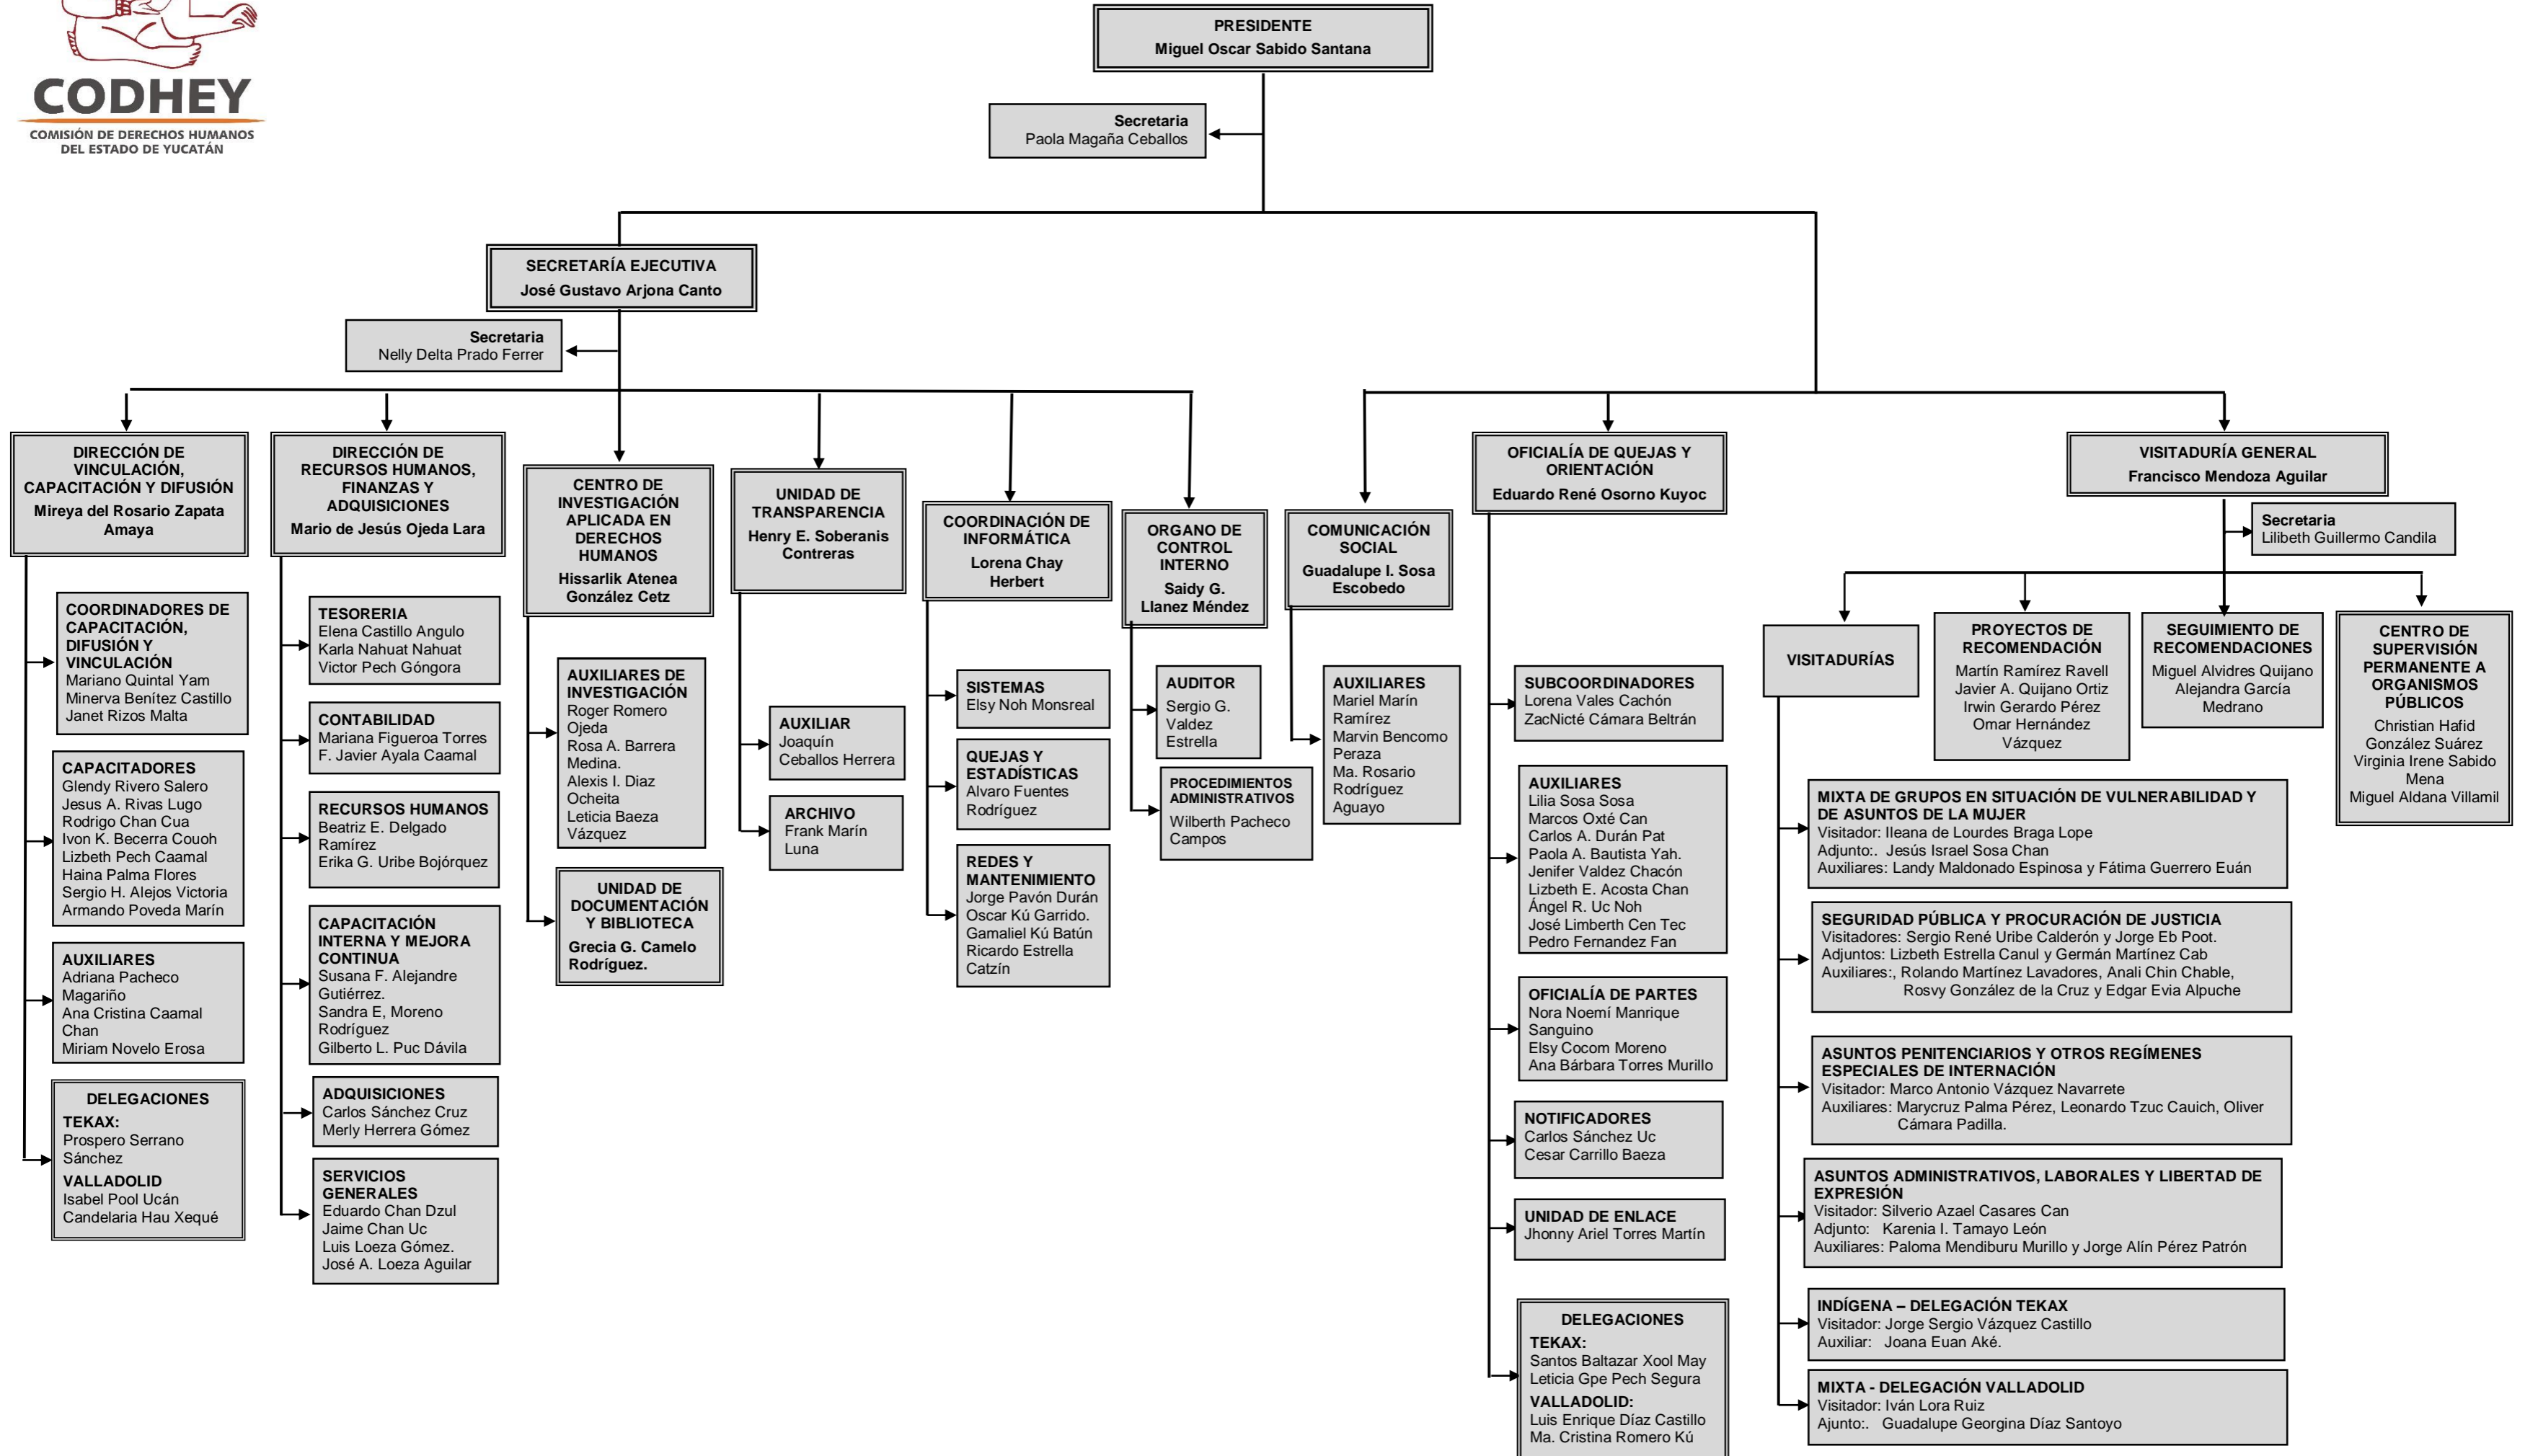 CODHEY
COMISIÓN DE DERECHOS HUMANOS
DEL ESTADO DE YUCATÁN
PRESIDENTE
Miguel Oscar Sabido Santana
Secretaria
Paola Magaña Ceballos
SECRETARÍA EJECUTIVA
José Gustavo Arjona Canto
Secretaria
Nelly Delta Prado Ferrer
DIRECCIÓN DE
VINCULACIÓN,
CAPACITACIÓN Y DIFUSIÓN
Mireya del Rosario Zapata
Amaya
COORDINADORES DE
CAPACITACIÓN,
DIFUSIÓN Y
VINCULACIÓN
Mariano Quintal Yam
Minerva Benítez Castillo
Janet Rizos Malta
CAPACITADORES
Glendy Rivero Salero
Jesus A. Rivas Lugo
Rodrigo Chan Cua
Ivon K. Becerra Couoh
Lizbeth Pech Caamal
Haina Palma Flores
Sergio H. Alejos Victoria
Armando Poveda Marín
AUXILIARES
Adriana Pacheco
Magariño
Ana Cristina Caamal
Chan
Miriam Novelo Erosa
DELEGACIONES
TEKAX:
Prospero Serrano
Sánchez
VALLADOLID
Isabel Pool Ucán
Candelaria Hau Xequé
DIRECCIÓN DE
RECURSOS HUMANOS,
FINANZAS Y
ADQUISICIONES
Mario de Jesús Ojeda Lara
TESORERIA
Elena Castillo Angulo
Karla Nahuat Nahuat
Victor Pech Góngora
CONTABILIDAD
Mariana Figueroa Torres
F. Javier Ayala Caamal
RECURSOS HUMANOS
Beatriz E. Delgado
Ramírez
Erika G. Uribe Bojórquez
CAPACITACIÓN
INTERNA Y MEJORA
CONTINUA
Susana F. Alejandre
Gutiérrez.
Sandra E, Moreno
Rodríguez
Gilberto L. Puc Dávila
ADQUISICIONES
Carlos Sánchez Cruz
Merly Herrera Gómez
SERVICIOS
GENERALES
Eduardo Chan Dzul
Jaime Chan Uc
Luis Loeza Gómez.
José A. Loeza Aguilar
CENTRO DE
INVESTIGACIÓN
APLICADA EN
DERECHOS
HUMANOS
Hissarlik Atenea
González Cetz
AUXILIARES DE
INVESTIGACIÓN
Roger Romero
Ojeda
Rosa A. Barrera
Medina.
Alexis I. Diaz
Ocheita
Leticia Baeza
Vázquez
UNIDAD DE
DOCUMENTACIÓN
Y BIBLIOTECA
Grecia G. Camelo
Rodríguez.
UNIDAD DE
TRANSPARENCIA
Henry E. Soberanis
Contreras
AUXILIAR
Joaquín
Ceballos Herrera
ARCHIVO
Frank Marín
Luna
COORDINACIÓN DE
INFORMÁTICA
Lorena Chay
Herbert
SISTEMAS
Elsy Noh Monsreal
QUEJAS Y
ESTADÍSTICAS
Alvaro Fuentes
Rodríguez
REDES Y
MANTENIMIENTO
Jorge Pavón Durán
Oscar Kú Garrido.
Gamaliel Kú Batún
Ricardo Estrella
Catzín
ORGANO DE
CONTROL
INTERNO
Saidy G.
Llanez Méndez
AUDITOR
Sergio G.
Valdez
Estrella
PROCEDIMIENTOS
ADMINISTRATIVOS
Wilberth Pacheco
Campos
COMUNICACIÓN
SOCIAL
Guadalupe I. Sosa
Escobedo
AUXILIARES
Mariel Marín
Ramírez
Marvin Bencomo
Peraza
Ma. Rosario
Rodríguez
Aguayo
OFICIALÍA DE QUEJAS Y
ORIENTACIÓN
Eduardo René Osorno Kuyoc
SUBCOORDINADORES
Lorena Vales Cachón
ZacNicté Cámara Beltrán
AUXILIARES
Lilia Sosa Sosa
Marcos Oxté Can
Carlos A. Durán Pat
Paola A. Bautista Yah.
Jenifer Valdez Chacón
Lizbeth E. Acosta Chan
Ángel R. Uc Noh
José Limberth Cen Tec
Pedro Fernandez Fan
OFICIALÍA DE PARTES
Nora Noemí Manrique
Sanguino
Elsy Cocom Moreno
Ana Bárbara Torres Murillo
NOTIFICADORES
Carlos Sánchez Uc
Cesar Carrillo Baeza
UNIDAD DE ENLACE
Jhonny Ariel Torres Martín
DELEGACIONES
TEKAX:
Santos Baltazar Xool May
Leticia Gpe Pech Segura
VALLADOLID:
Luis Enrique Díaz Castillo
Ma. Cristina Romero Kú
VISITADURÍA GENERAL
Francisco Mendoza Aguilar
Secretaria
Lilibeth Guillermo Candila
VISITADURÍAS
PROYECTOS DE
RECOMENDACIÓN
Martín Ramírez Ravell
Javier A. Quijano Ortiz
Irwin Gerardo Pérez
Omar Hernández
Vázquez
SEGUIMIENTO DE
RECOMENDACIONES
Miguel Alvidres Quijano
Alejandra García
Medrano
CENTRO DE
SUPERVISIÓN
PERMANENTE A
ORGANISMOS
PÚBLICOS
Christian Hafid
González Suárez
Virginia Irene Sabido
Mena
Miguel Aldana Villamil
MIXTA DE GRUPOS EN SITUACIÓN DE VULNERABILIDAD Y
DE ASUNTOS DE LA MUJER
Visitador: Ileana de Lourdes Braga Lope
Adjunto:. Jesús Israel Sosa Chan
Auxiliares: Landy Maldonado Espinosa y Fátima Guerrero Euán
SEGURIDAD PÚBLICA Y PROCURACIÓN DE JUSTICIA
Visitadores: Sergio René Uribe Calderón y Jorge Eb Poot.
Adjuntos: Lizbeth Estrella Canul y Germán Martínez Cab
Auxiliares:, Rolando Martínez Lavadores, Anali Chin Chable,
Rosvy González de la Cruz y Edgar Evia Alpuche
ASUNTOS PENITENCIARIOS Y OTROS REGÍMENES
ESPECIALES DE INTERNACIÓN
Visitador: Marco Antonio Vázquez Navarrete
Auxiliares: Marycruz Palma Pérez, Leonardo Tzuc Cauich, Oliver
Cámara Padilla.
ASUNTOS ADMINISTRATIVOS, LABORALES Y LIBERTAD DE
EXPRESIÓN
Visitador: Silverio Azael Casares Can
Adjunto: Karenia I. Tamayo León
Auxiliares: Paloma Mendiburu Murillo y Jorge Alín Pérez Patrón
INDÍGENA – DELEGACIÓN TEKAX
Visitador: Jorge Sergio Vázquez Castillo
Auxiliar: Joana Euan Aké.
MIXTA - DELEGACIÓN VALLADOLID
Visitador: Iván Lora Ruiz
Ajunto:. Guadalupe Georgina Díaz Santoyo